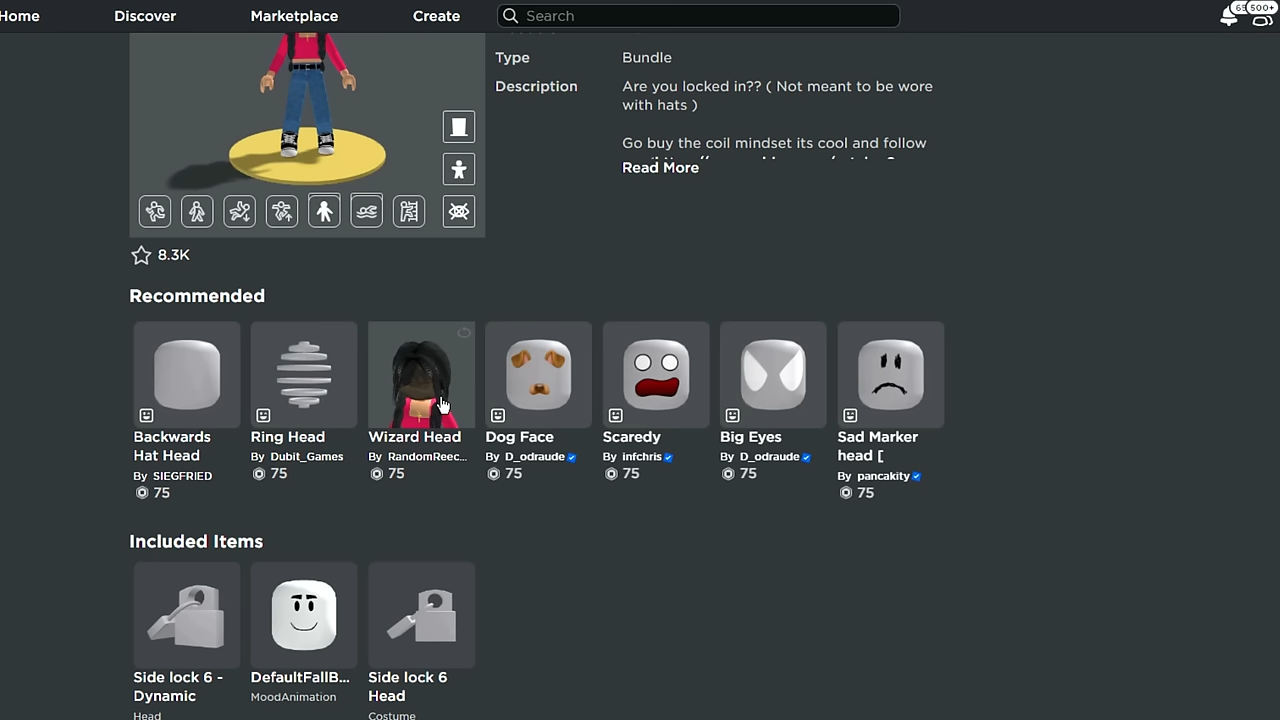 Home
Discover
Marketplace
Create
Search
500+
Type
Bundle
Description
Are you locked in?? ( Not meant to be wore
with hats )
Go buy the coil mindset its cool and follow
Read More
8.3K
Recommended
Backwards
Hat Head
By SIEGFRIED
75
Ring Head
By Dubit_Games
75
Wizard Head
By RandomReec...
75
Dog Face
By D_odraude
75
Scaredy
By infchris
75
Big Eyes
By D_odraude
75
Sad Marker
head [
By pancakity
75
Included Items
Side lock 6 -
Dynamic
Head
DefaultFallB...
MoodAnimation
Side lock 6
Head
Costume